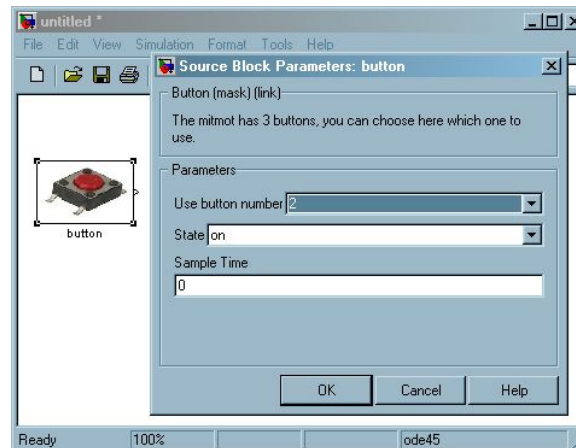 untitled *
File Edit View Simulation Format Tools Help
Source Block Parameters: button
Button (mask) (link)
The mitmot has 3 buttons, you can choose here which one to
use.
Parameters
Use button number 2
State on
Sample Time
0
OK Cancel Help
button
Ready 100% ode45